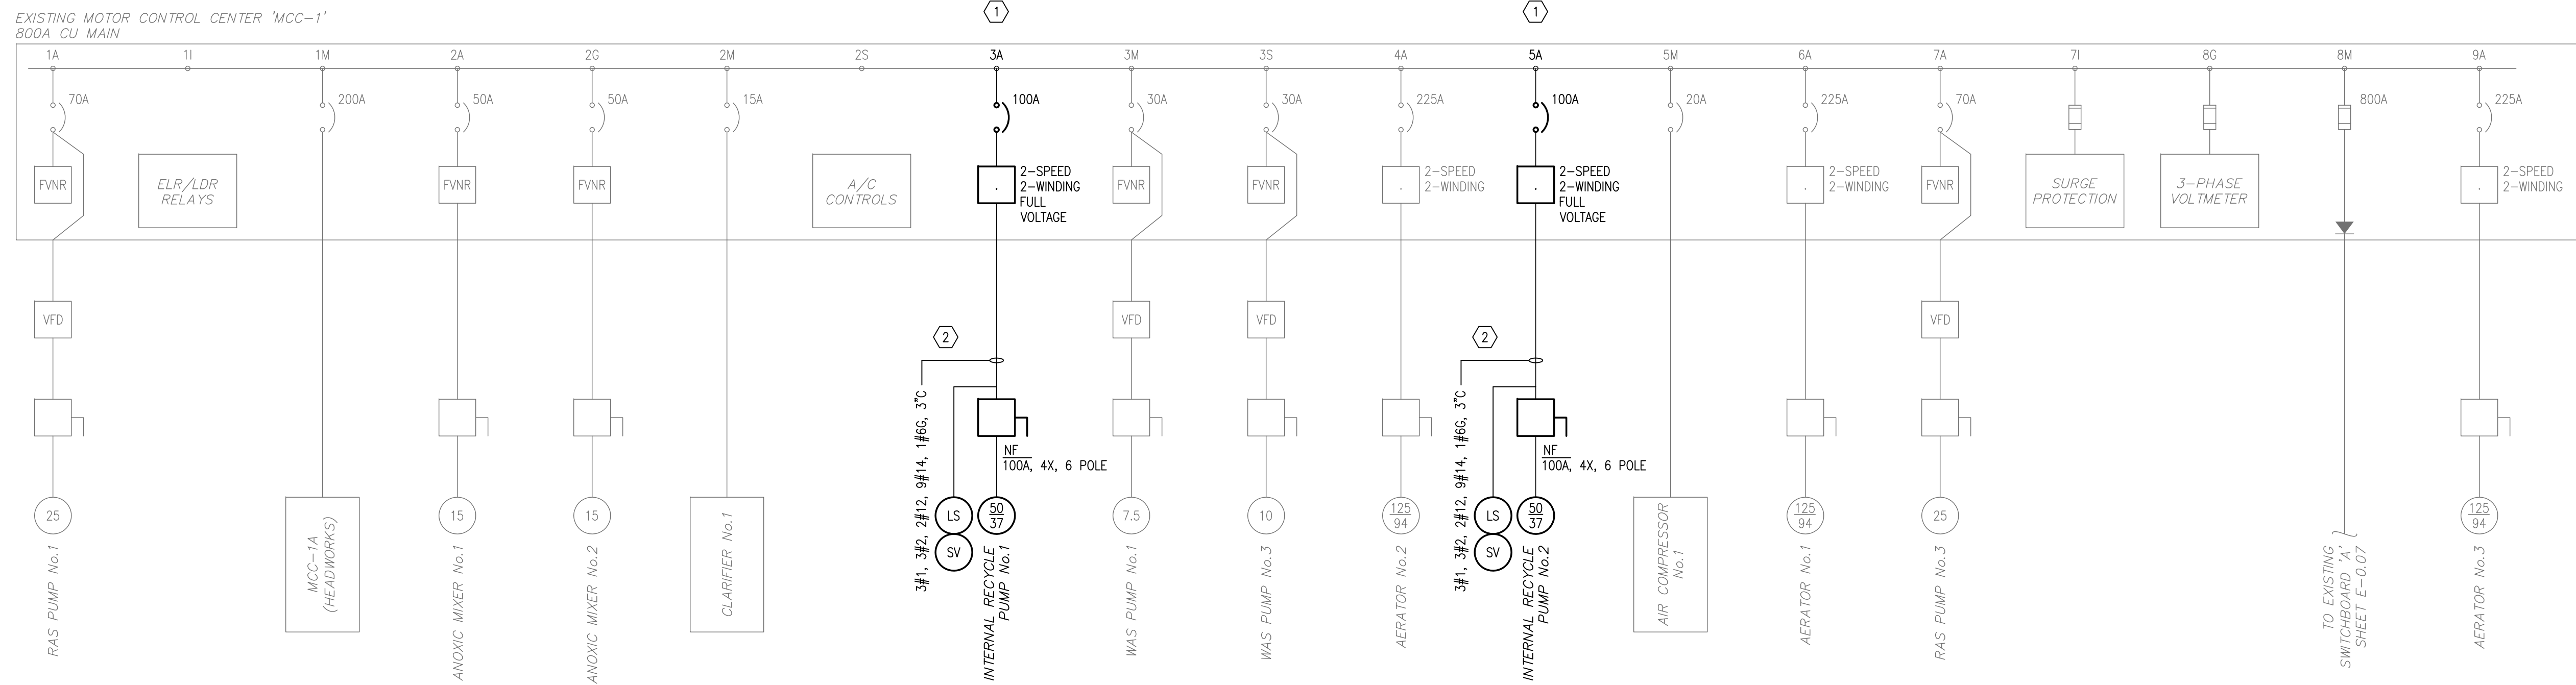 EXISTING MOTOR CONTROL CENTER 'MCC-1'
800A CU MAIN
1
1
1A
1I
1M
2A
2G
2M
2S
3A
3M
3S
4A
5A
5M
6A
7A
7I
8G
8M
9A
70A
200A
50A
50A
15A
100A
30A
30A
225A
100A
20A
225A
70A
800A
225A
FVNR
ELR/LDR
RELAYS
FVNR
FVNR
A/C
CONTROLS
2-SPEED
2-WINDING
FULL
VOLTAGE
FVNR
FVNR
2-SPEED
2-WINDING
2-SPEED
2-WINDING
FULL
VOLTAGE
2-SPEED
2-WINDING
FVNR
SURGE
PROTECTION
3-PHASE
VOLTMETER
2-SPEED
2-WINDING
VFD
2
VFD
VFD
2
VFD
3#1, 3#2, 2#12, 9#14, 1#6G, 3"C
NF
100A, 4X, 6 POLE
3#1, 3#2, 2#12, 9#14, 1#6G, 3"C
NF
100A, 4X, 6 POLE
25
15
15
LS
SV
50
37
7.5
10
125
94
LS
SV
50
37
125
94
25
125
94
RAS PUMP No.1
MCC-1A
(HEADWORKS)
ANOXIC MIXER No.1
ANOXIC MIXER No.2
CLARIFIER No.1
INTERNAL RECYCLE
PUMP No.1
WAS PUMP No.1
WAS PUMP No.3
AERATOR No.2
INTERNAL RECYCLE
PUMP No.2
AIR COMPRESSOR
No.1
AERATOR No.1
RAS PUMP No.3
TO EXISTING
SWITCHBOARD 'A'
SHEET E-0.07
AERATOR No.3